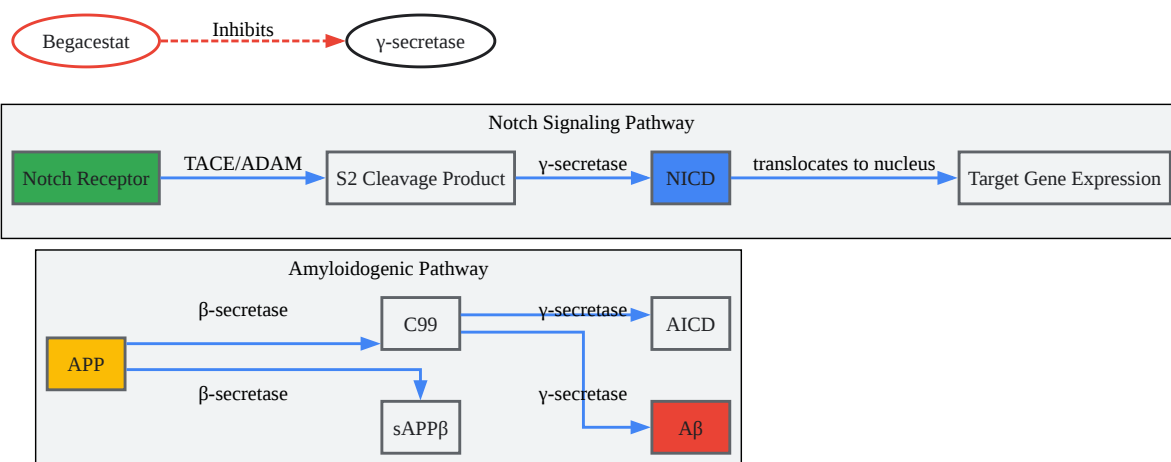 Begacestat
Inhibits
γ-secretase
Notch Signaling Pathway
Notch Receptor
TACE/ADAM
S2 Cleavage Product
γ-secretase
NICD
translocates to nucleus
Target Gene Expression
Amyloidogenic Pathway
APP
β-secretase
C99
γ-secretase
AICD
β-secretase
sAPPβ
γ-secretase
Aβ